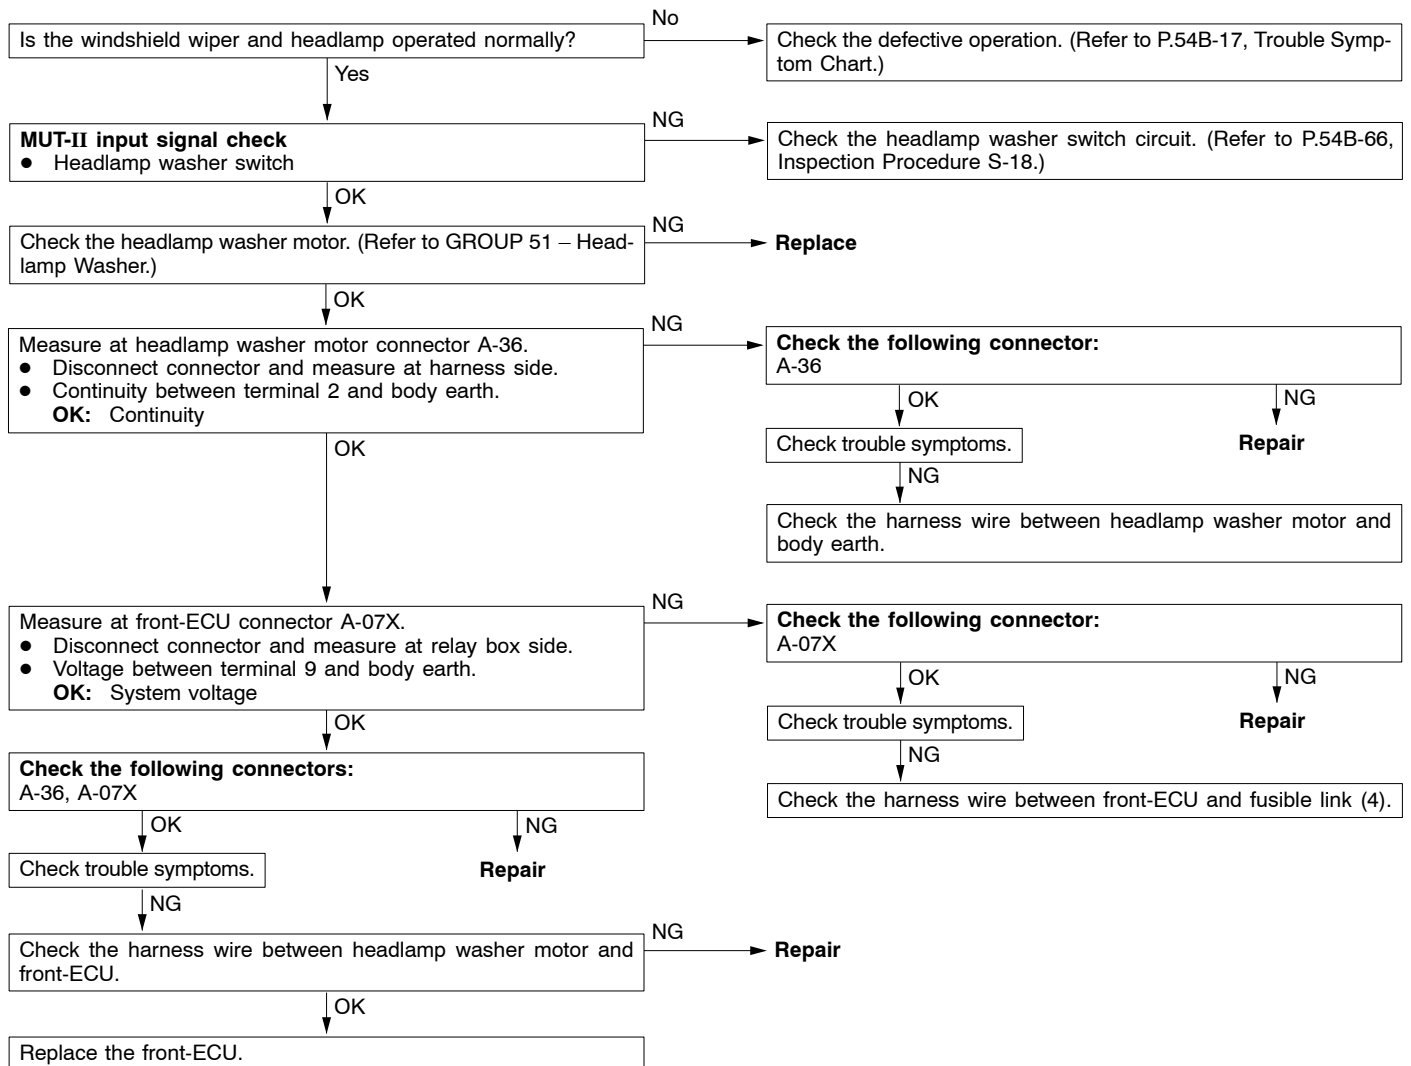 Is the windshield wiper and headlamp operated normally?
No
Check the defective operation. (Refer to P.54B-17, Trouble Symp-
tom Chart.)
Yes
MUT-II input signal check
● Headlamp washer switch
NG
Check the headlamp washer switch circuit. (Refer to P.54B-66,
Inspection Procedure S-18.)
OK
Check the headlamp washer motor. (Refer to GROUP 51 – Head-
lamp Washer.)
NG
Replace
OK
Measure at headlamp washer motor connector A-36.
● Disconnect connector and measure at harness side.
● Continuity between terminal 2 and body earth.
OK: Continuity
NG
Check the following connector:
A-36
OK
NG
Check trouble symptoms.
Repair
NG
Check the harness wire between headlamp washer motor and
body earth.
OK
Measure at front-ECU connector A-07X.
● Disconnect connector and measure at relay box side.
● Voltage between terminal 9 and body earth.
OK: System voltage
NG
Check the following connector:
A-07X
OK
NG
Check trouble symptoms.
Repair
NG
Check the harness wire between front-ECU and fusible link (4).
OK
Check the following connectors:
A-36, A-07X
OK
NG
Check trouble symptoms.
Repair
NG
Check the harness wire between headlamp washer motor and
front-ECU.
NG
Repair
OK
Replace the front-ECU.